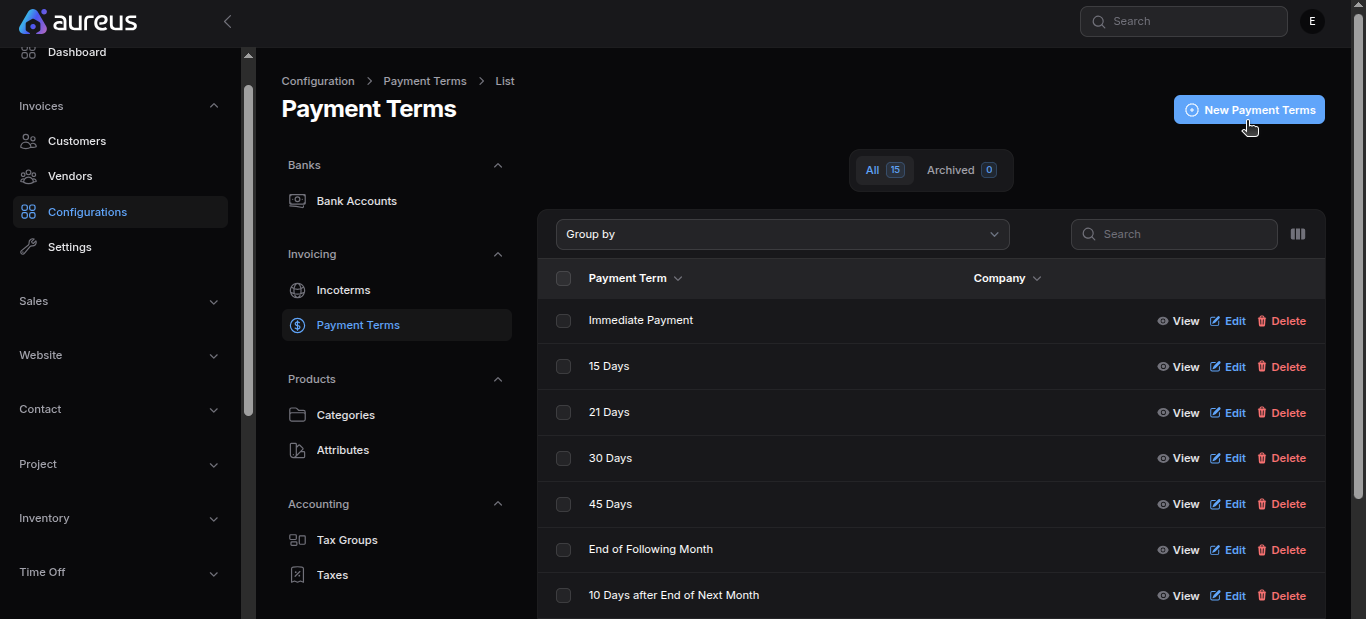 aureus
Search
E
Dashboard
Invoices
Customers
Vendors
Configurations
Settings
Sales
Website
Contact
Project
Inventory
Time Off
Configuration > Payment Terms > List
Payment Terms
New Payment Terms
Banks
Bank Accounts
Invoicing
Incoterms
Payment Terms
Products
Categories
Attributes
Accounting
Tax Groups
Taxes
All 15 Archived 0
Group by
Search
Payment Term Company
Immediate Payment View Edit Delete
15 Days View Edit Delete
21 Days View Edit Delete
30 Days View Edit Delete
45 Days View Edit Delete
End of Following Month View Edit Delete
10 Days after End of Next Month View Edit Delete